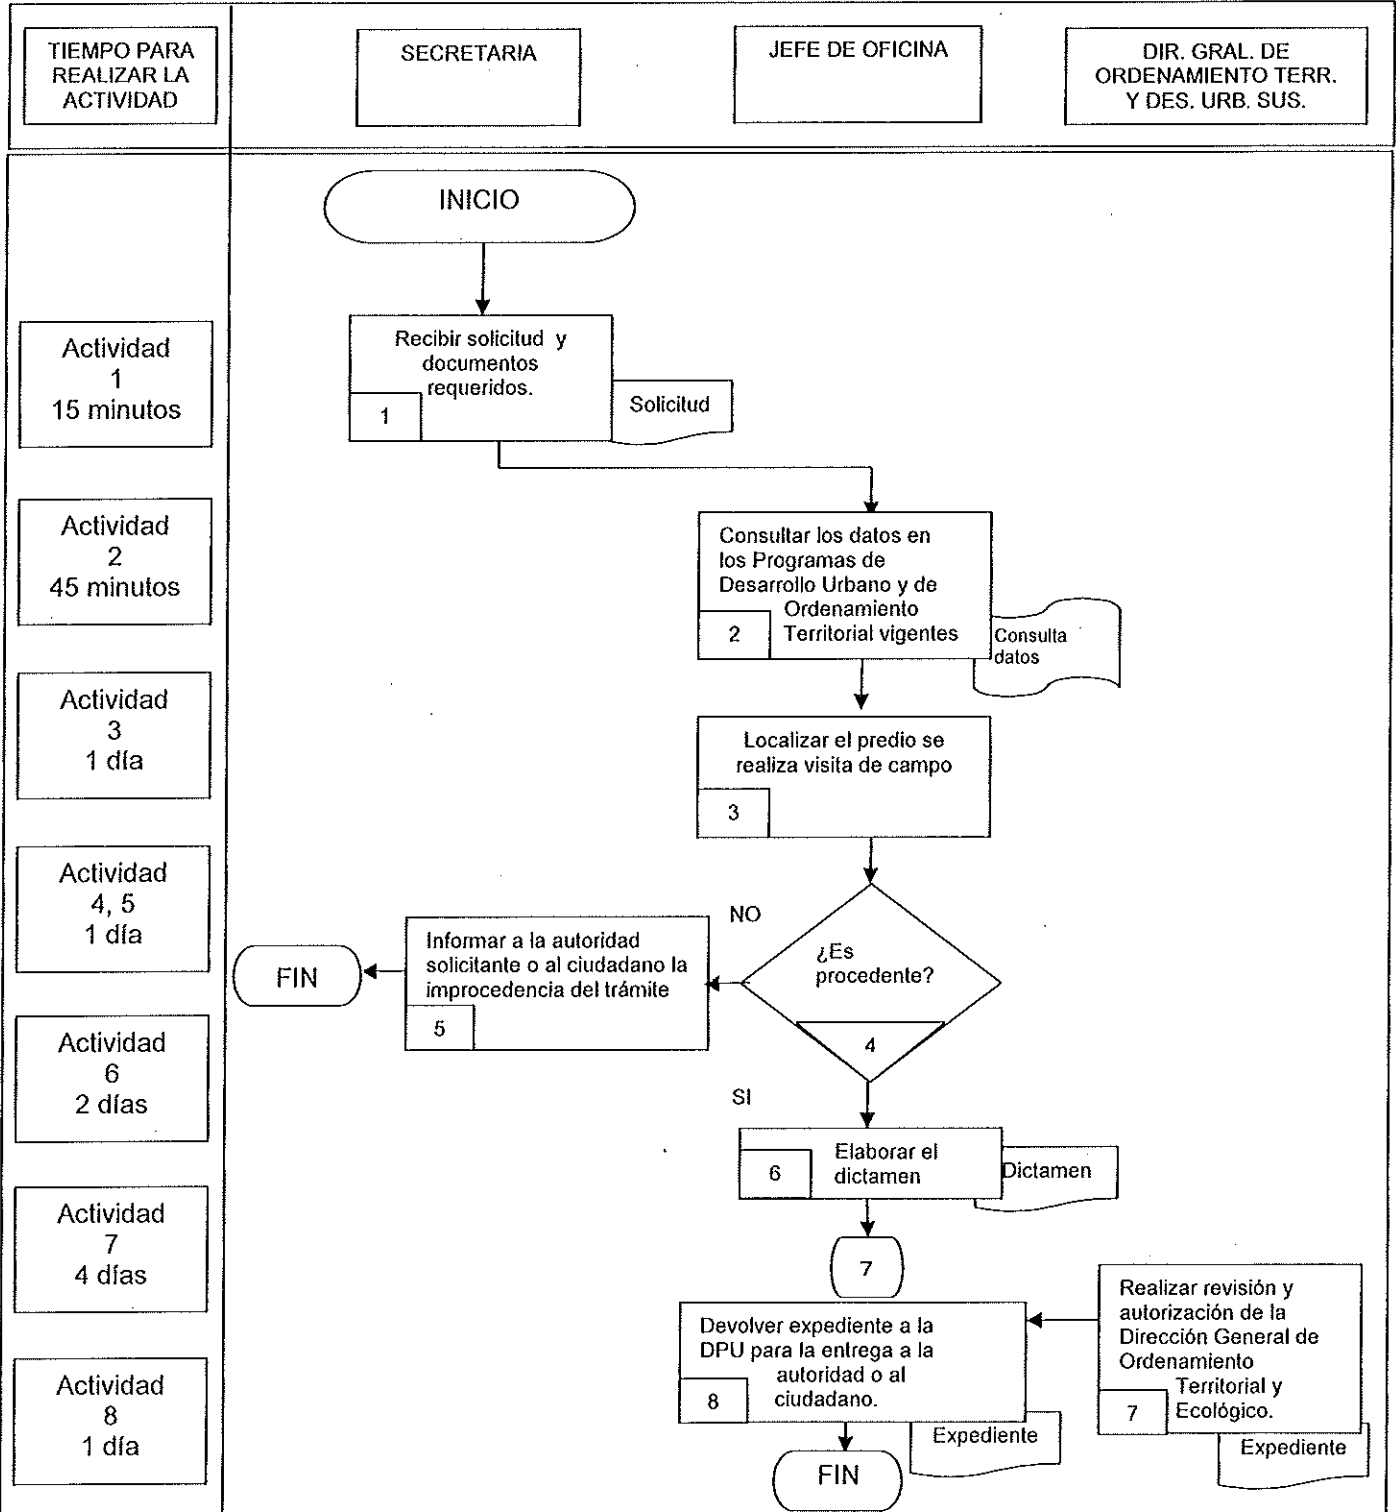 TIEMPO PARA
REALIZAR LA
ACTIVIDAD
SECRETARIA
JEFE DE OFICINA
DIR. GRAL. DE
ORDENAMIENTO TERR.
Y DES. URB. SUS.
INICIO
Actividad
1
15 minutos
Recibir solicitud y
documentos
requeridos.
1
Solicitud
Actividad
2
45 minutos
Consultar los datos en
los Programas de
Desarrollo Urbano y de
Ordenamiento
Territorial vigentes
2
Consulta
datos
Actividad
3
1 día
Localizar el predio se
realiza visita de campo
3
Actividad
4, 5
1 día
¿Es
procedente?
4
NO
Informar a la autoridad
solicitante o al ciudadano la
improcedencia del trámite
5
FIN
Actividad
6
2 días
SI
Elaborar el
dictamen
6
Dictamen
Actividad
7
4 días
7
Realizar revisión y
autorización de la
Dirección General de
Ordenamiento
Territorial y
Ecológico.
7
Expediente
Actividad
8
1 día
Devolver expediente a la
DPU para la entrega a la
autoridad o al
ciudadano.
8
Expediente
FIN